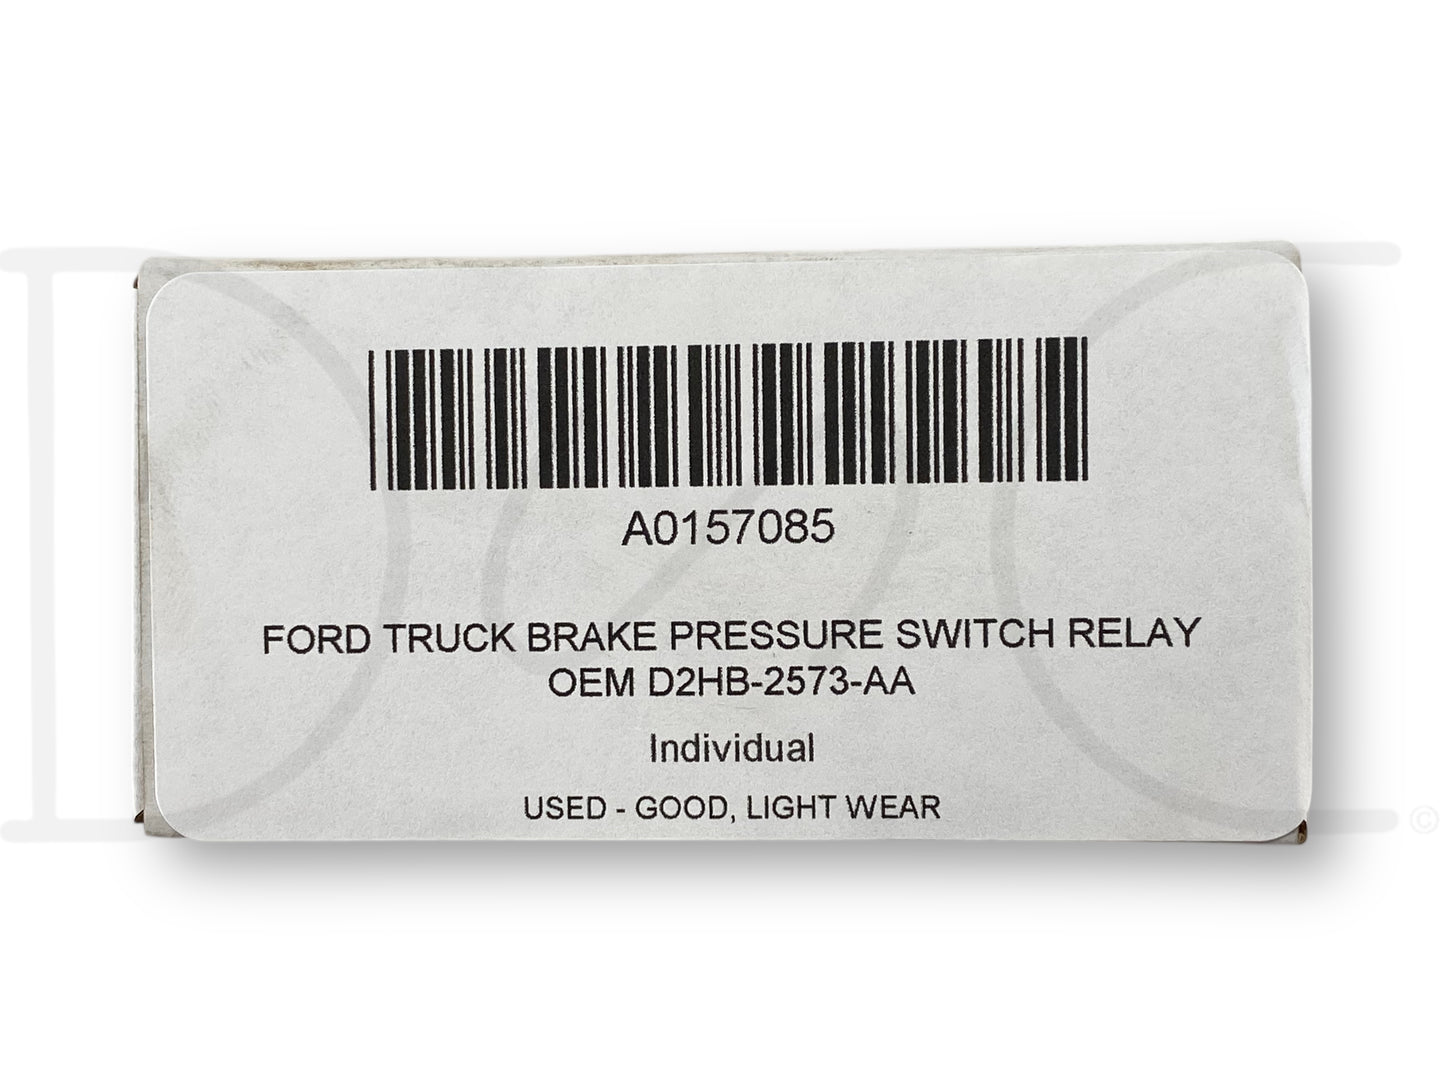 A0157085
FORD TRUCK BRAKE PRESSURE SWITCH RELAY
OEM D2HB-2573-AA
Individual
USED - GOOD, LIGHT WEAR
©